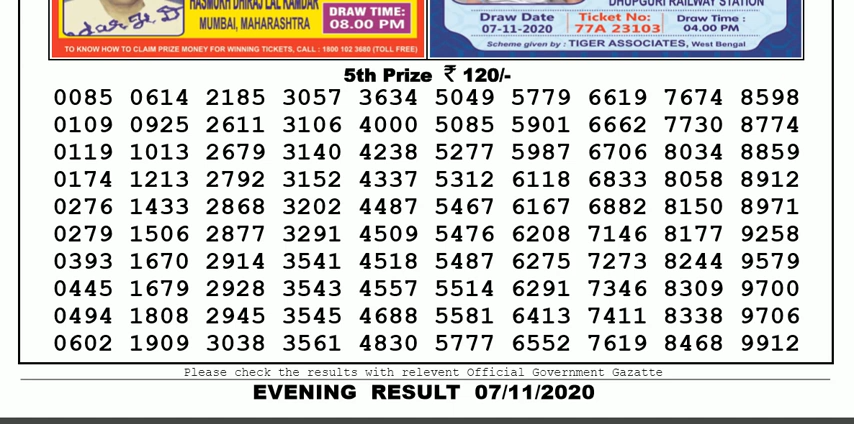 HASMUKH DHIRAJ LAL RAMDAR
MUMBAI, MAHARASHTRA
DRAW TIME:
08.00 PM
TO KNOW HOW TO CLAIM PRIZE MONEY FOR WINNING TICKETS, CALL : 1800 102 3680 (TOLL FREE)
DHUPGURI RAILWAY STATION
Draw Date
07-11-2020
Ticket No:
77A 23103
Draw Time :
04.00 PM
Scheme given by : TIGER ASSOCIATES, West Bengal
5th Prize ₹ 120/-
0085 0614 2185 3057 3634 5049 5779 6619 7674 8598
0109 0925 2611 3106 4000 5085 5901 6662 7730 8774
0119 1013 2679 3140 4238 5277 5987 6706 8034 8859
0174 1213 2792 3152 4337 5312 6118 6833 8058 8912
0276 1433 2868 3202 4487 5467 6167 6882 8150 8971
0279 1506 2877 3291 4509 5476 6208 7146 8177 9258
0393 1670 2914 3541 4518 5487 6275 7273 8244 9579
0445 1679 2928 3543 4557 5514 6291 7346 8309 9700
0494 1808 2945 3545 4688 5581 6413 7411 8338 9706
0602 1909 3038 3561 4830 5777 6552 7619 8468 9912
Please check the results with relevent Official Government Gazatte
EVENING RESULT 07/11/2020